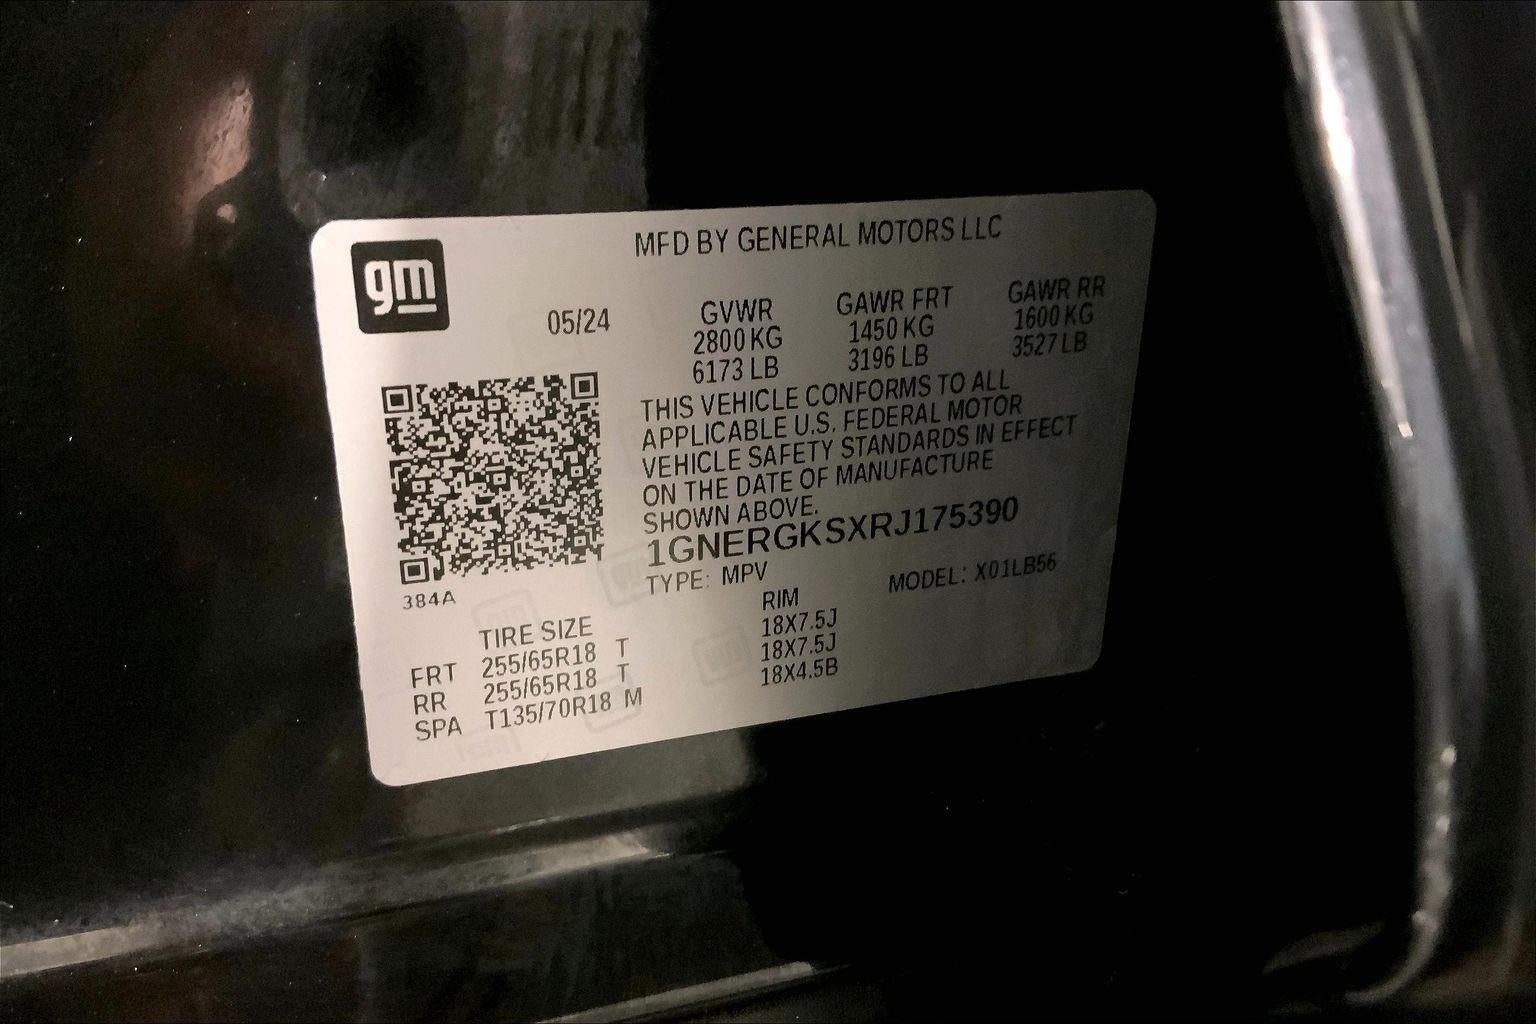 gm
MFD BY GENERAL MOTORS LLC
05/24
GVWR
2800 KG
6173 LB
GAWR FRT
1450 KG
3196 LB
GAWR RR
1600 KG
3527 LB
THIS VEHICLE CONFORMS TO ALL
APPLICABLE U.S. FEDERAL MOTOR
VEHICLE SAFETY STANDARDS IN EFFECT
ON THE DATE OF MANUFACTURE
SHOWN ABOVE.
1GNERGKSXRJ175390
TYPE: MPV
MODEL: X01LB56
384A
TIRE SIZE
RIM
FRT 255/65R18 T 18X7.5J
RR 255/65R18 T 18X7.5J
SPA T135/70R18 M 18X4.5B